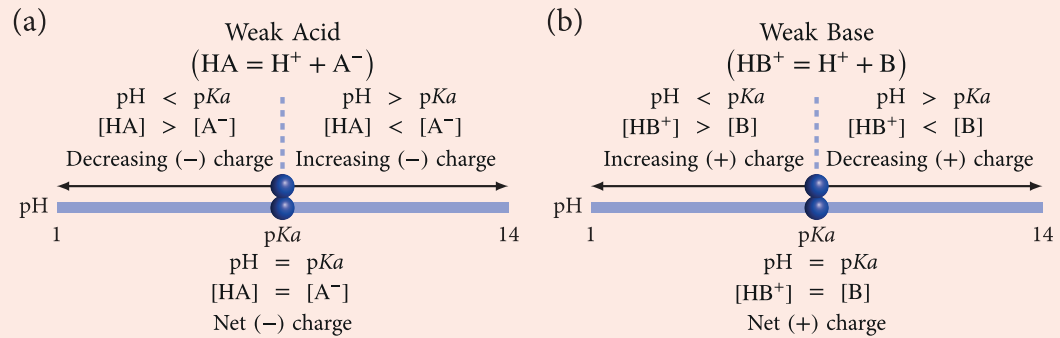 (a)
Weak Acid
(HA = H⁺ + A⁻)
pH < pKa
[HA] > [A⁻]
Decreasing (−) charge
pH > pKa
[HA] < [A⁻]
Increasing (−) charge
pH
1
pKa
14
pH = pKa
[HA] = [A⁻]
Net (−) charge
(b)
Weak Base
(HB⁺ = H⁺ + B)
pH < pKa
[HB⁺] > [B]
Increasing (+) charge
pH > pKa
[HB⁺] < [B]
Decreasing (+) charge
pH
1
pKa
14
pH = pKa
[HB⁺] = [B]
Net (+) charge